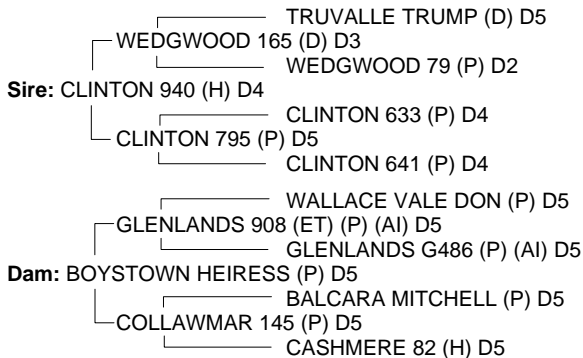 TRUVALLE TRUMP (D) D5
WEDGWOOD 165 (D) D3
WEDGWOOD 79 (P) D2
Sire: CLINTON 940 (H) D4
CLINTON 633 (P) D4
CLINTON 795 (P) D5
CLINTON 641 (P) D4
WALLACE VALE DON (P) D5
GLENLANDS 908 (ET) (P) (AI) D5
GLENLANDS G486 (P) (AI) D5
Dam: BOYSTOWN HEIRESS (P) D5
BALCARA MITCHELL (P) D5
COLLAWMAR 145 (P) D5
CASHMERE 82 (H) D5